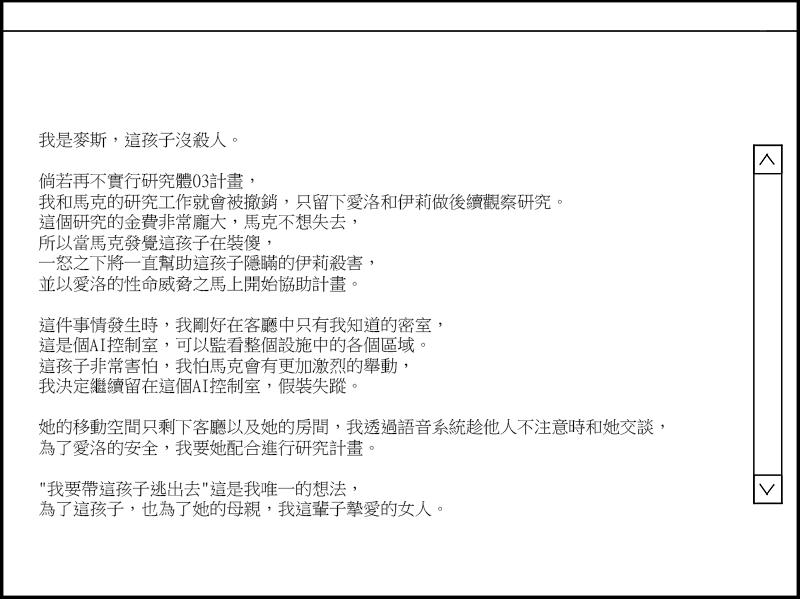 我是麥斯，這孩子沒殺人。
倘若再不實行研究體03計畫，
我和馬克的研究工作就會被撤銷，只留下愛洛和伊莉做後續觀察研究。
這個研究的金費非常龐大，馬克不想失去，
所以當馬克發覺這孩子在裝傻，
一怒之下將一直幫助這孩子隱瞞的伊莉殺害，
並以愛洛的性命威脅之馬上開始協助計畫。
這件事情發生時，我剛好在客廳中只有我知道的密室，
這是個AI控制室，可以監看整個設施中的各個區域。
這孩子非常害怕，我怕馬克會有更加激烈的舉動，
我決定繼續留在這個AI控制室，假裝失蹤。
她的移動空間只剩下客廳以及她的房間，我透過語音系統趁他人不注意時和她交談，
為了愛洛的安全，我要她配合進行研究計畫。
"我要帶這孩子逃出去"這是我唯一的想法，
為了這孩子，也為了她的母親，我這輩子摯愛的女人。